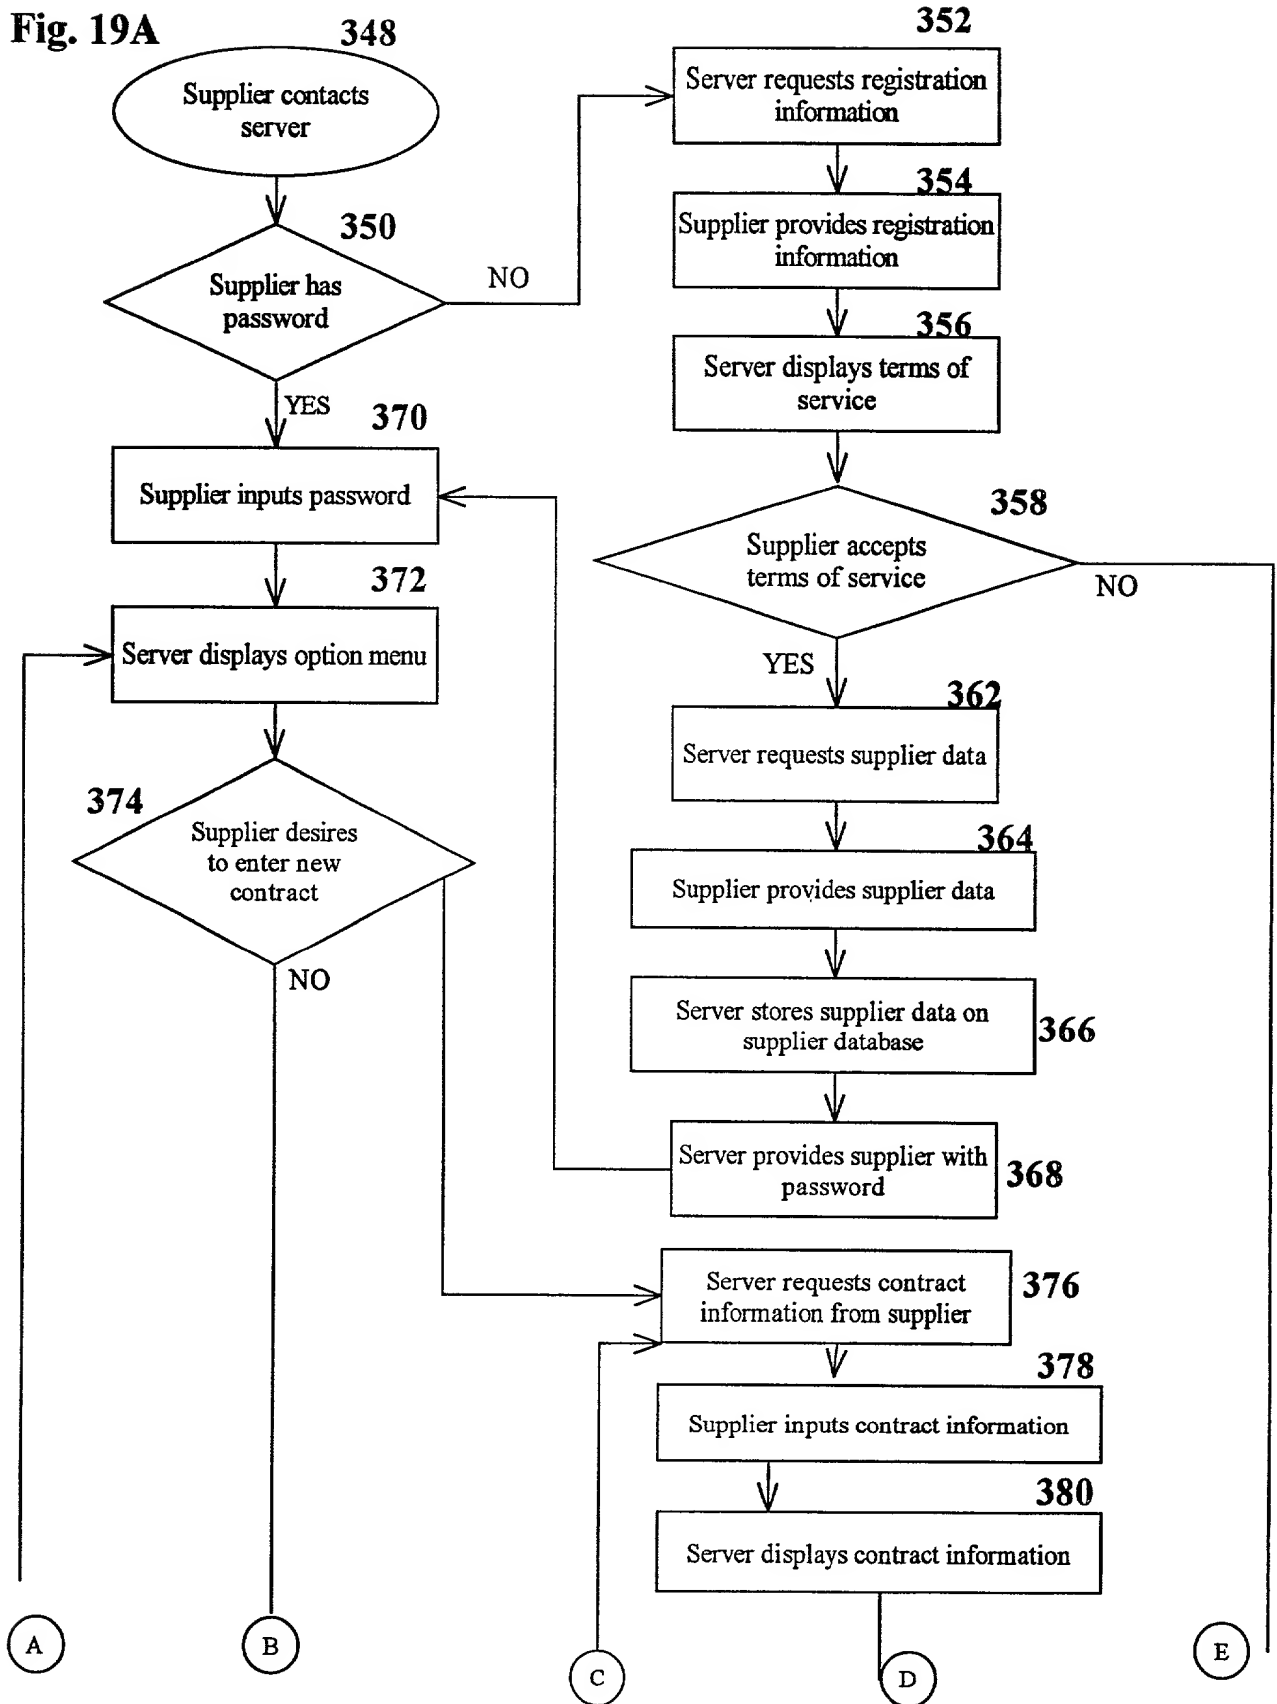 Fig. 19A
348
Supplier contacts
server
350
Supplier has
password
NO
YES
370
Supplier inputs password
372
Server displays option menu
374
Supplier desires
to enter new
contract
NO
352
Server requests registration
information
354
Supplier provides registration
information
356
Server displays terms of
service
358
Supplier accepts
terms of service
NO
YES
362
Server requests supplier data
364
Supplier provides supplier data
Server stores supplier data on
supplier database
366
Server provides supplier with
password
368
Server requests contract
information from supplier
376
378
Supplier inputs contract information
380
Server displays contract information
A
B
C
D
E